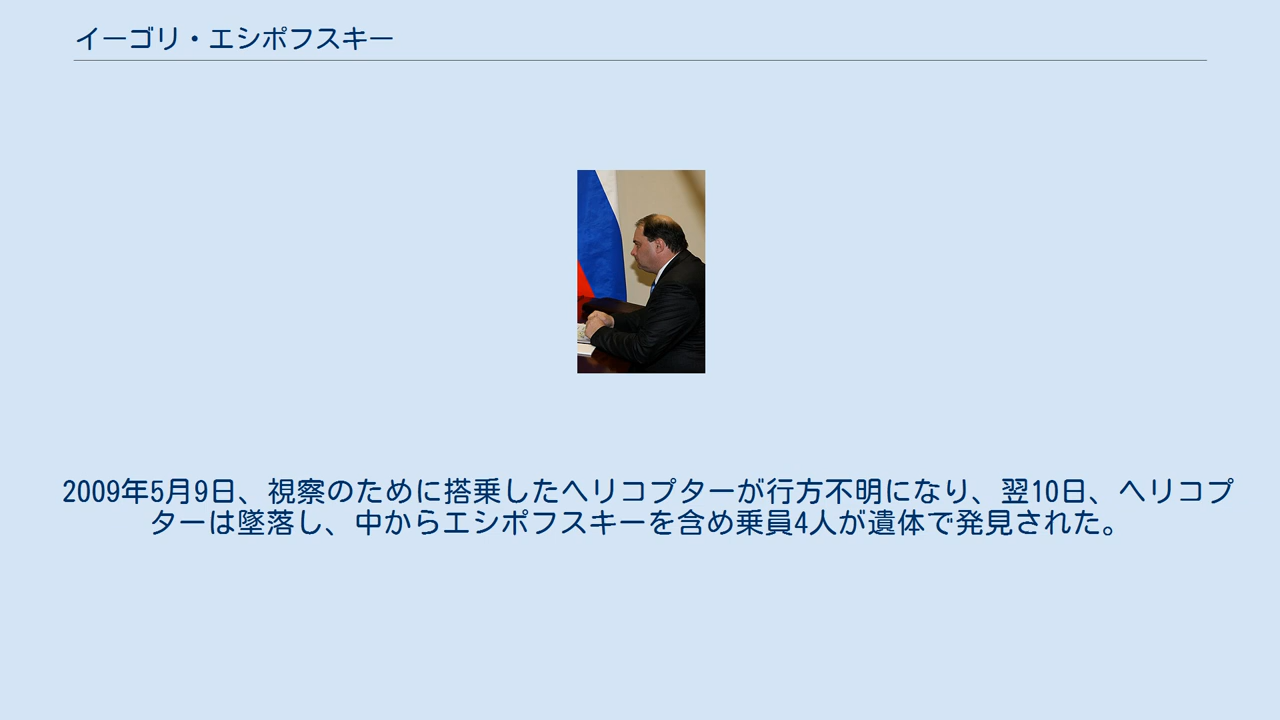 イーゴリ・エシポフスキー
2009年5月9日、視察のために搭乗したヘリコプターが行方不明になり、翌10日、ヘリコプ
ターは墜落し、中からエシポフスキーを含め乗員4人が遺体で発見された。